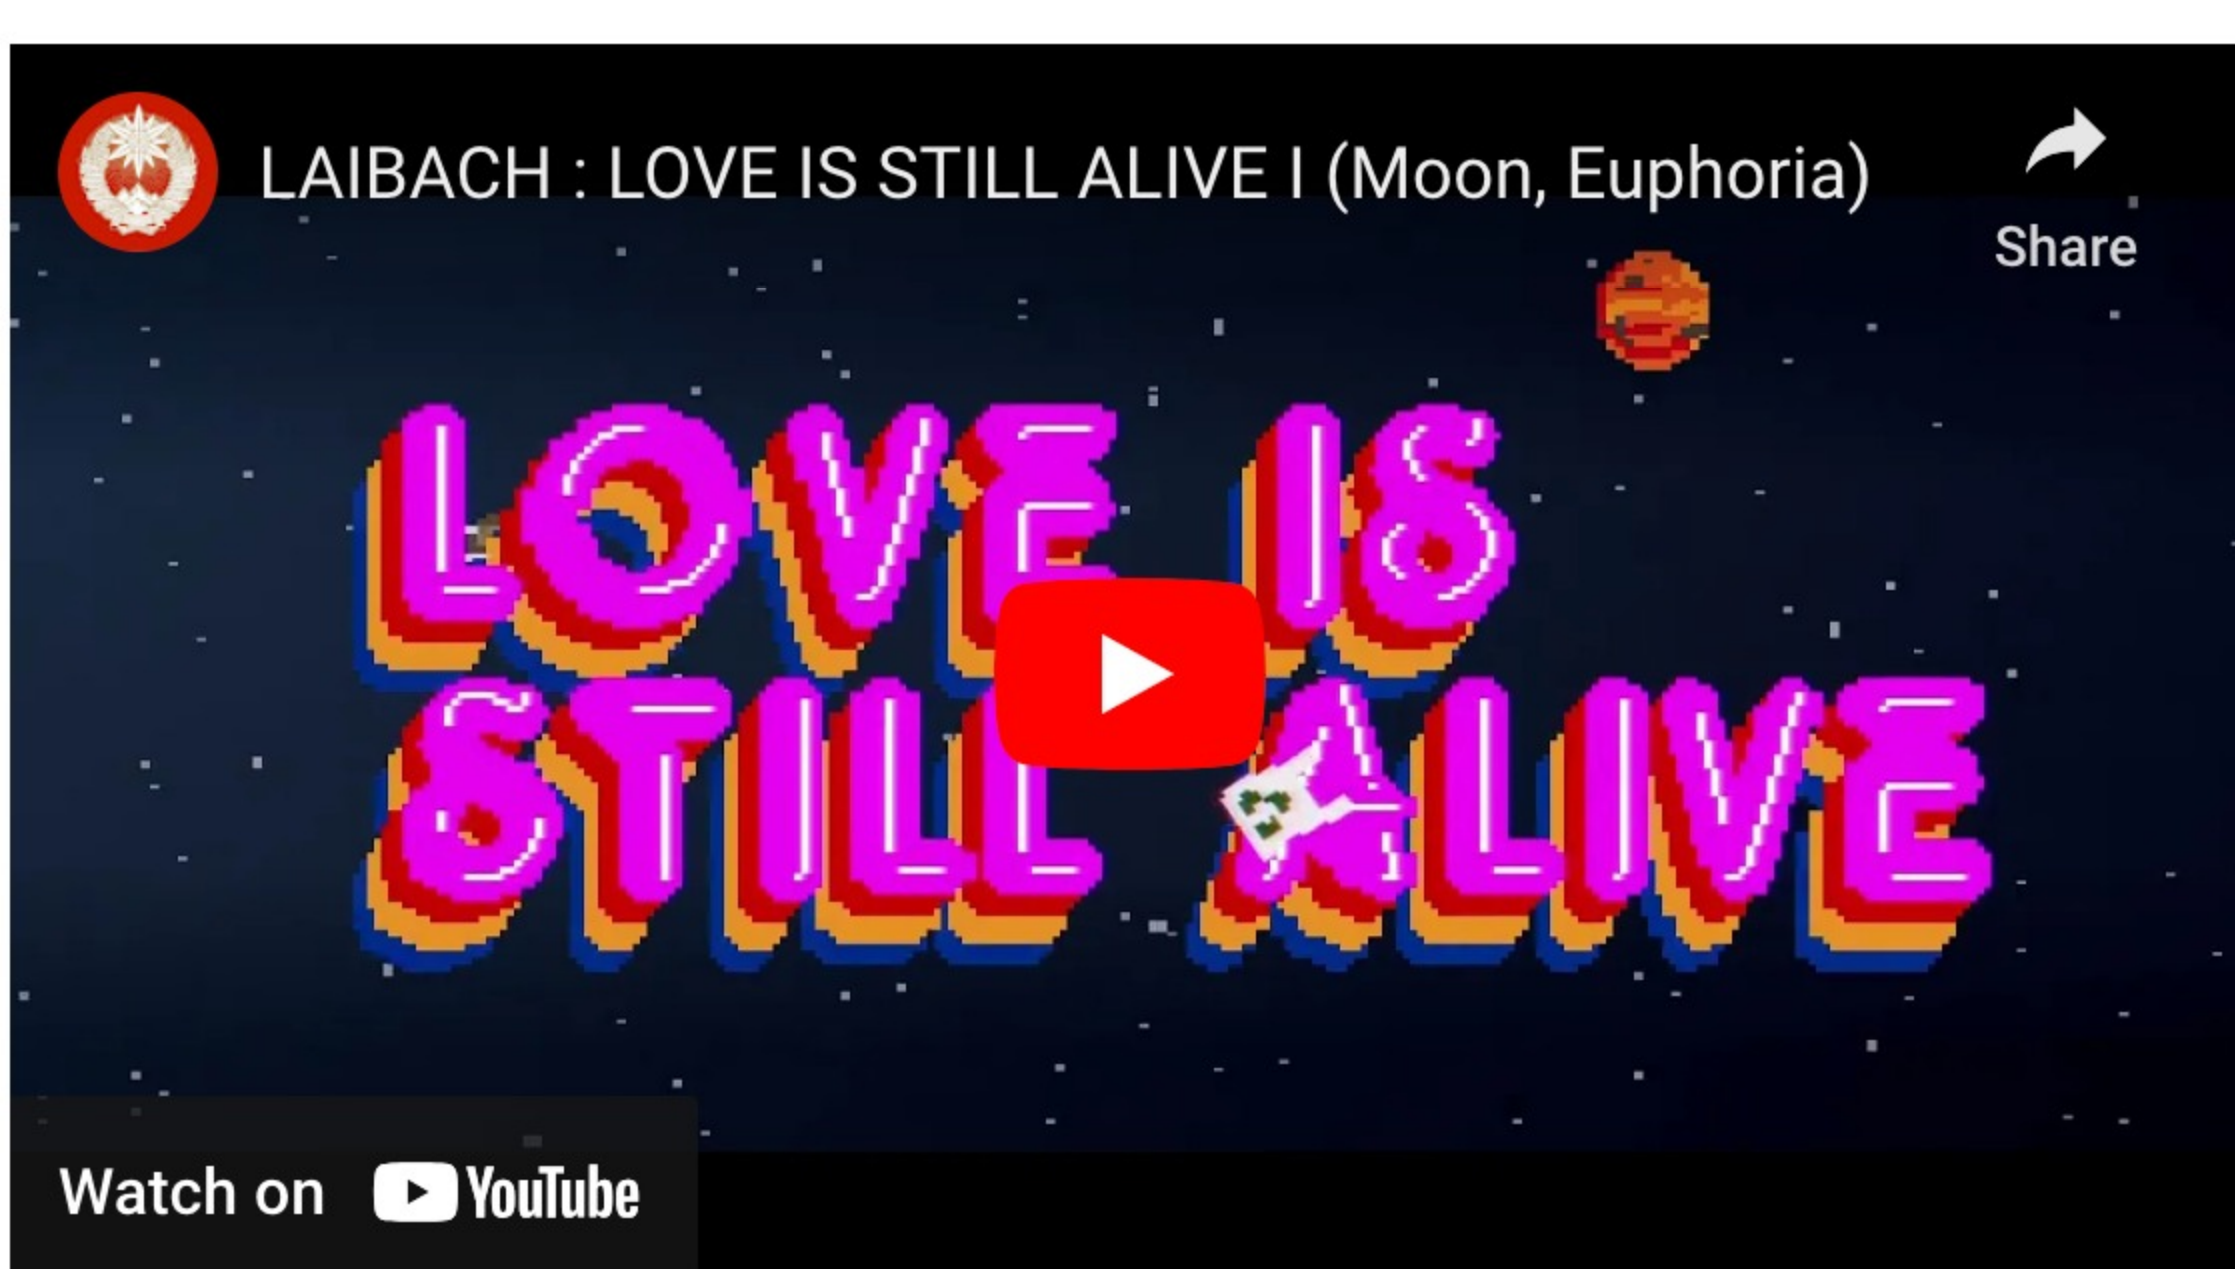 LAIBACH : LOVE IS STILL ALIVE I (Moon, Euphoria)
Share
LOVE IS
STILL ALIVE
Watch on YouTube